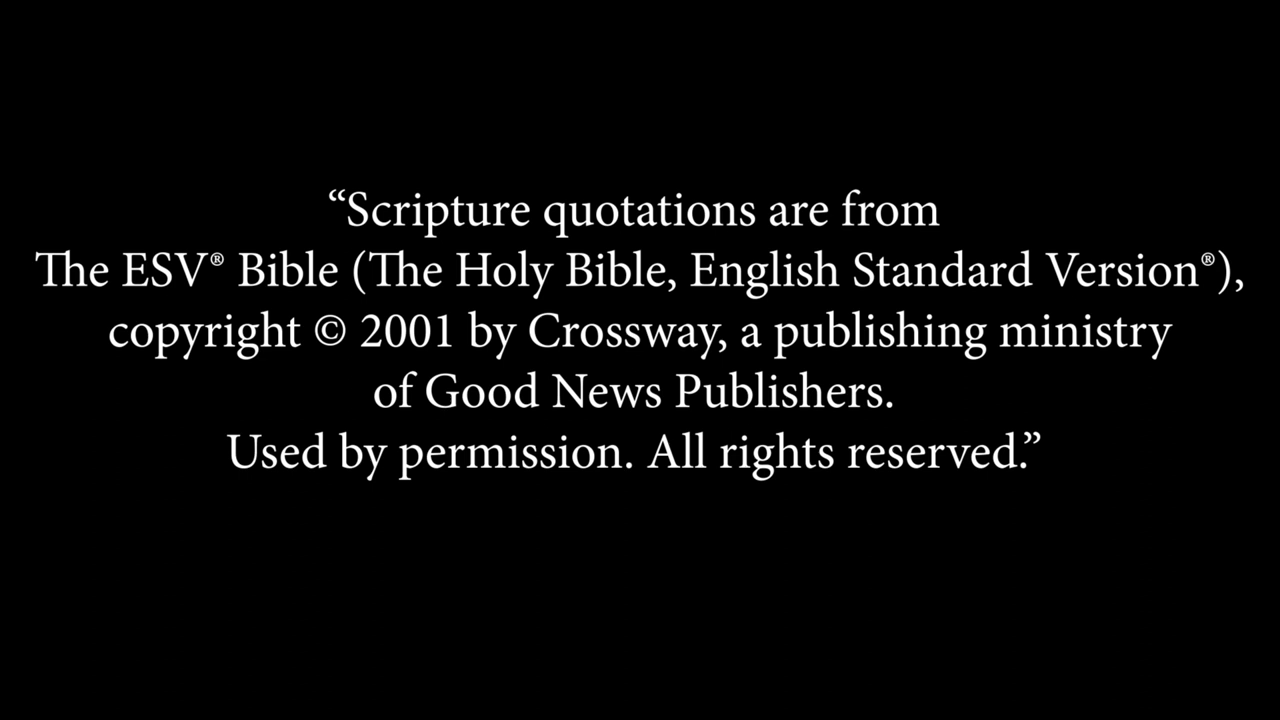 “Scripture quotations are from
The ESV® Bible (The Holy Bible, English Standard Version®),
copyright © 2001 by Crossway, a publishing ministry
of Good News Publishers.
Used by permission. All rights reserved.”